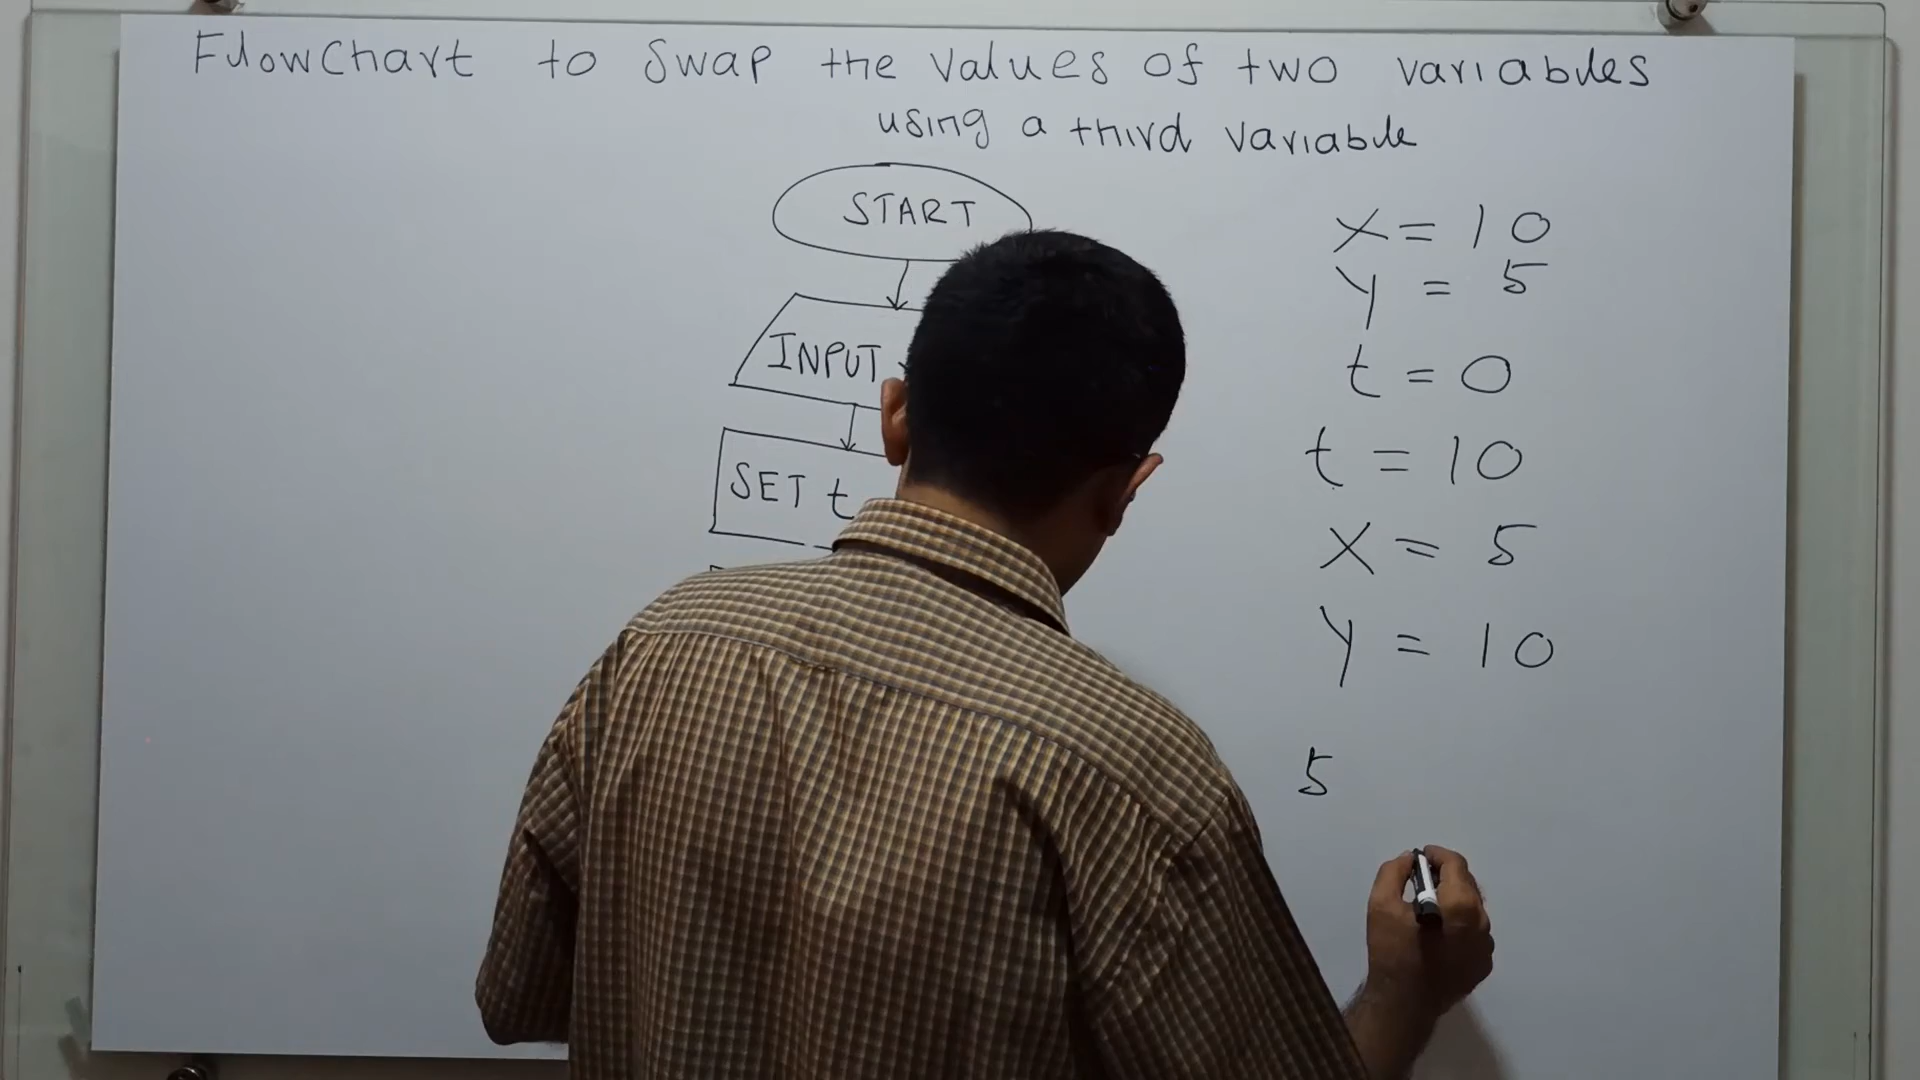 Flowchart to swap the values of two variables
using a third variable
START
INPUT
SET t
X = 10
Y = 5
t = 0
t = 10
X = 5
Y = 10
5